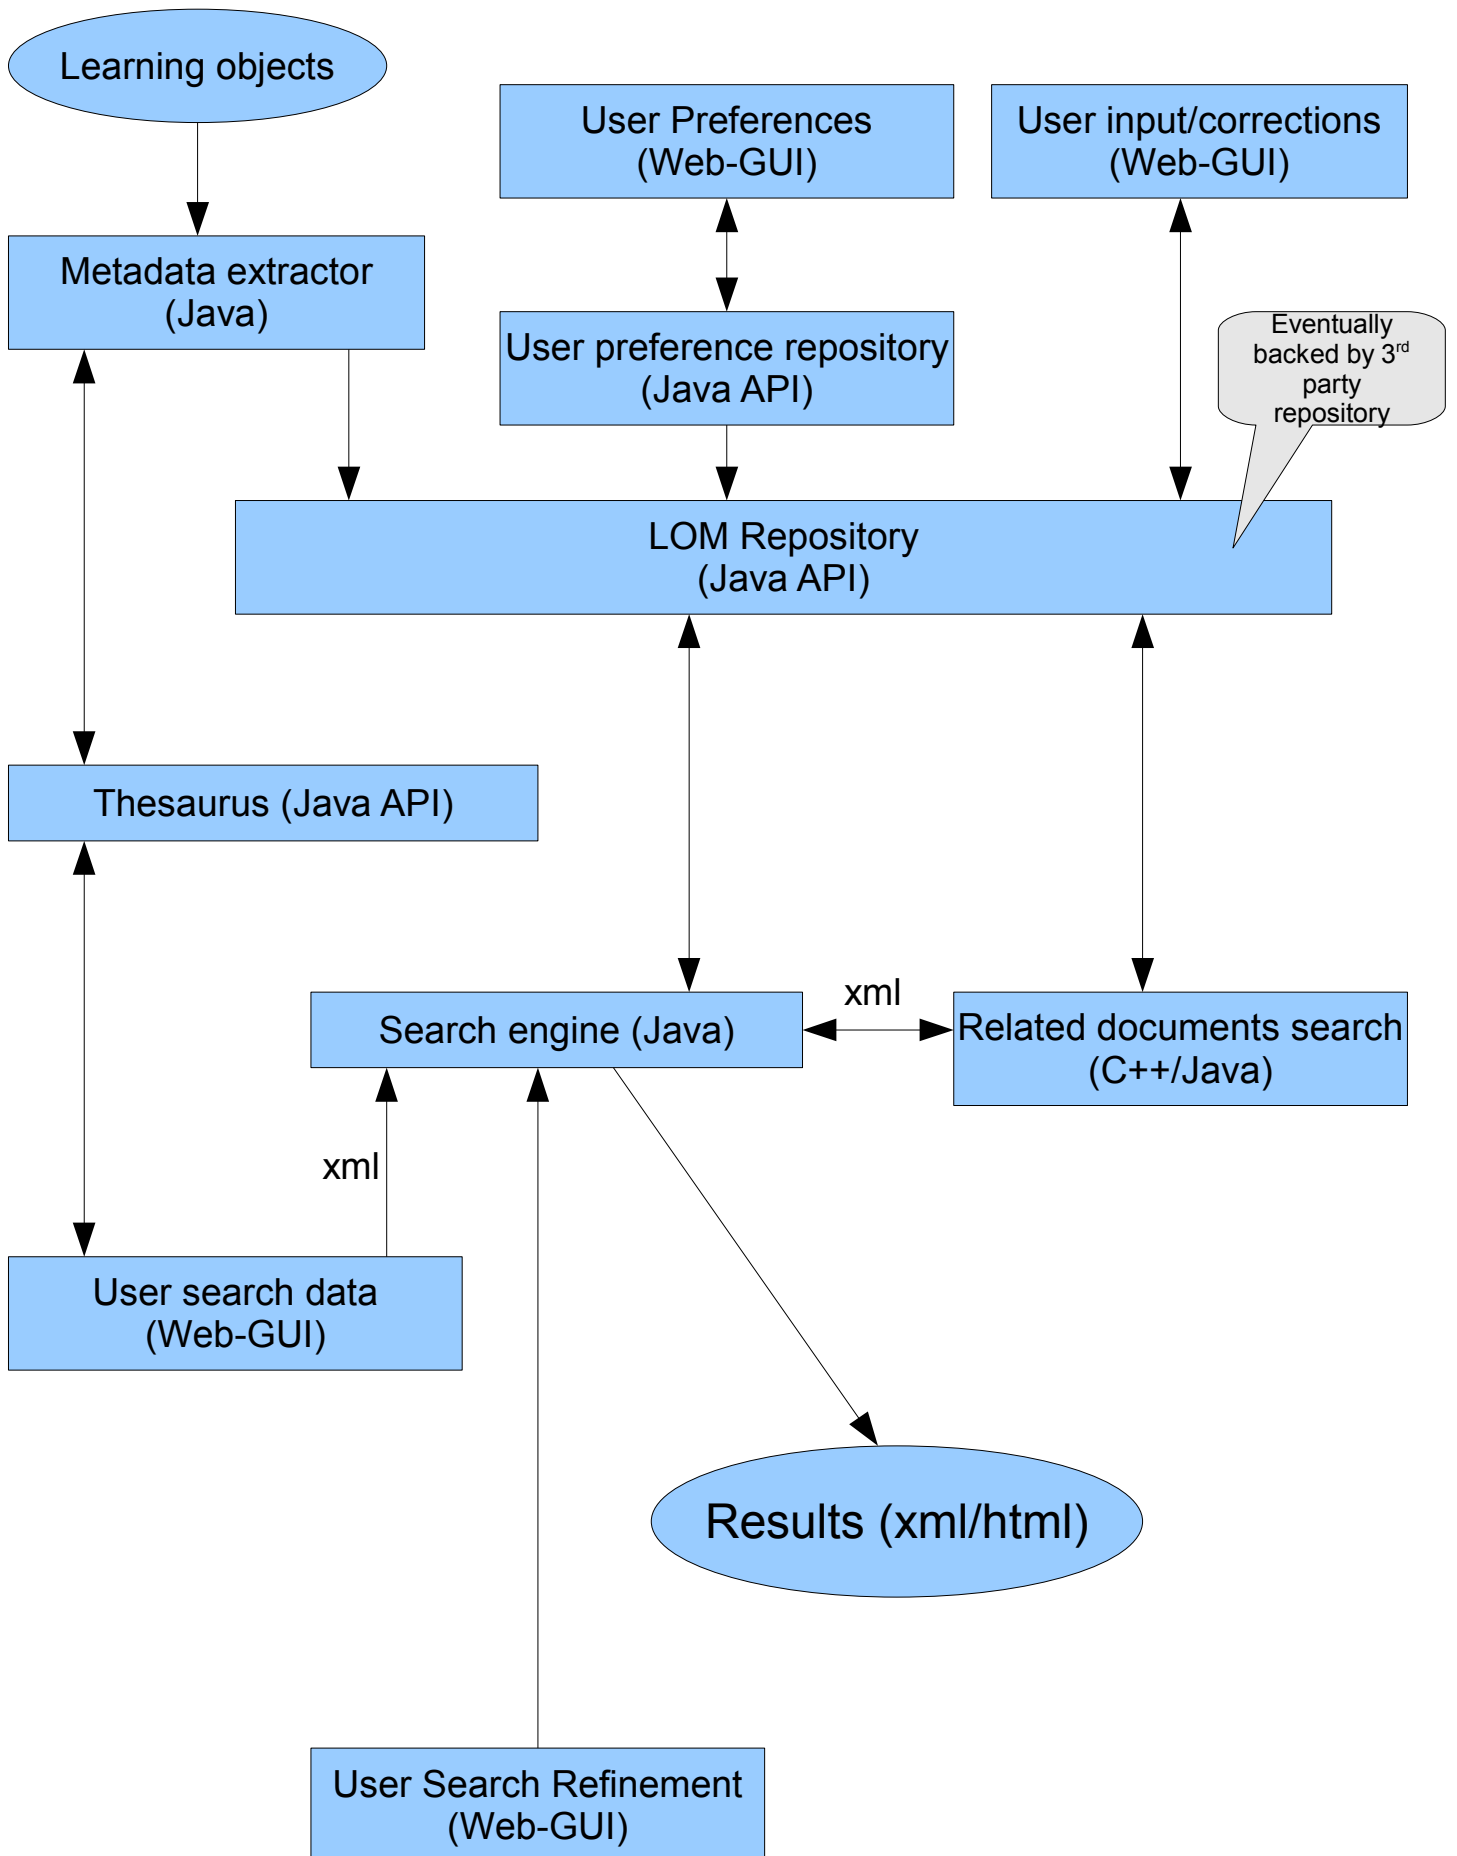 Learning objects
User Preferences
(Web-GUI)
User input/corrections
(Web-GUI)
Metadata extractor
(Java)
User preference repository
(Java API)
Eventually
backed by 3rd
party
repository
LOM Repository
(Java API)
Thesaurus (Java API)
xml
Search engine (Java)
Related documents search
(C++/Java)
xml
User search data
(Web-GUI)
Results (xml/html)
User Search Refinement
(Web-GUI)